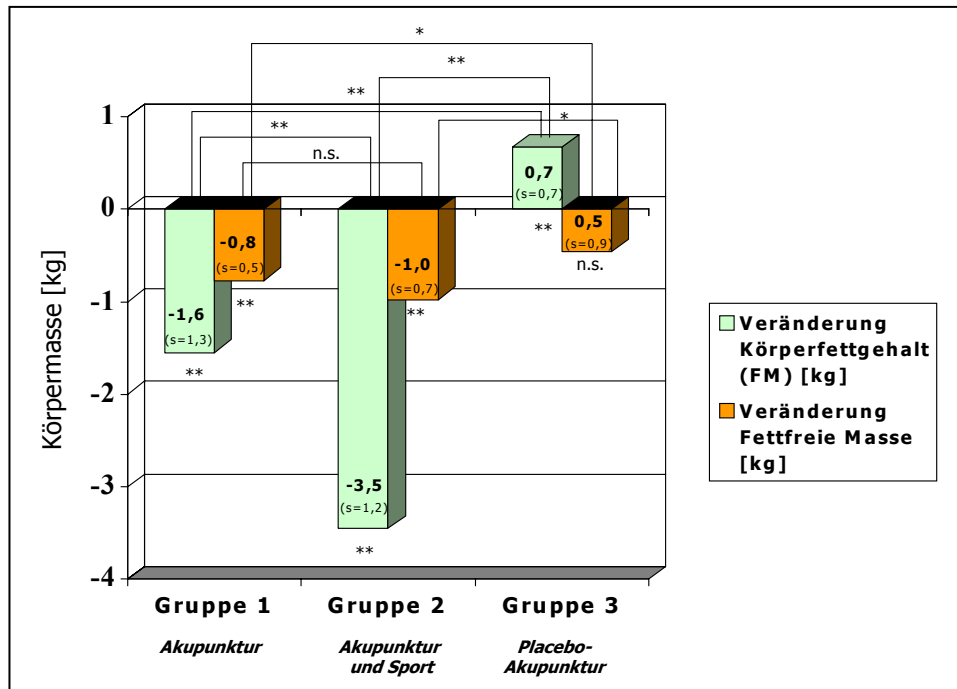 *
**
**
*
**
n.s.
1
0
-1
-2
-3
-4
Körpermasse [kg]
0,7
(s=0,7)
**
0,5
(s=0,9)
n.s.
-0,8
(s=0,5)
**
-1,6
(s=1,3)
**
-1,0
(s=0,7)
**
-3,5
(s=1,2)
**
Veränderung
Körperfettgehalt
(FM) [kg]
Veränderung
Fettfreie Masse
[kg]
Gruppe 1
Akupunktur
Gruppe 2
Akupunktur
und Sport
Gruppe 3
Placebo-
Akupunktur